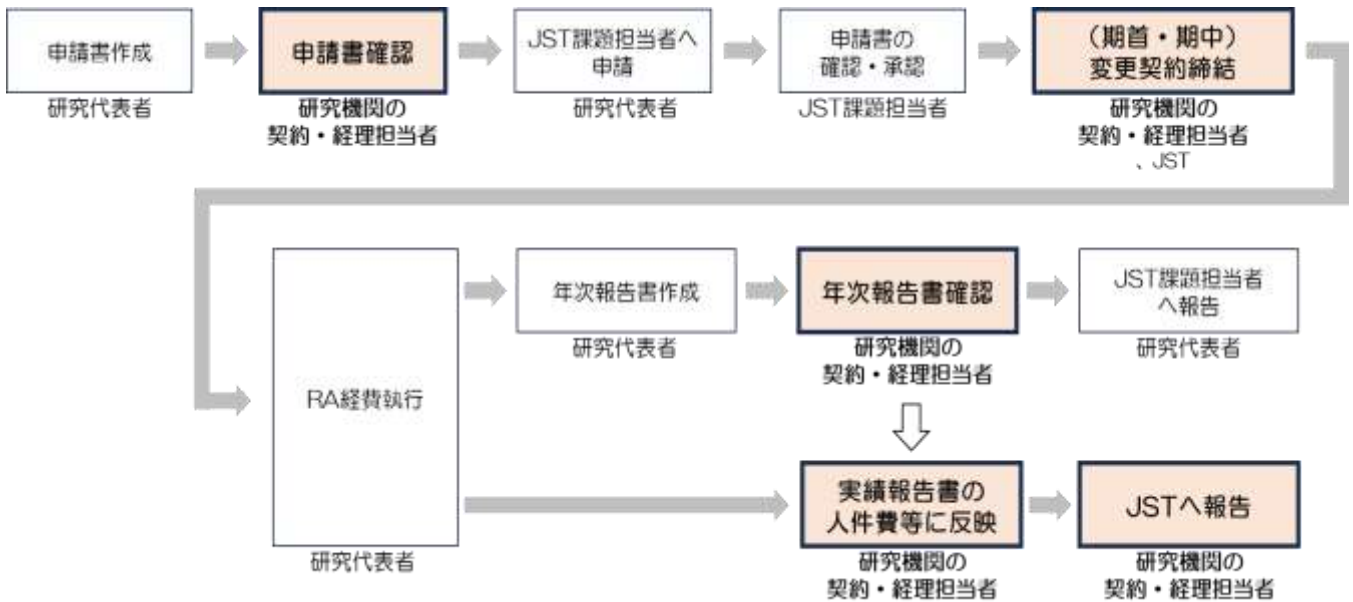 申請書作成
研究代表者
申請書確認
研究機関の
契約・経理担当者
JST課題担当者へ
申請
研究代表者
申請書の
確認・承認
JST課題担当者
（期首・期中）
変更契約締結
研究機関の
契約・経理担当者
、JST
RA経費執行
研究代表者
年次報告書作成
研究代表者
年次報告書確認
研究機関の
契約・経理担当者
JST課題担当者
へ報告
研究代表者
実績報告書の
人件費等に反映
研究機関の
契約・経理担当者
JSTへ報告
研究機関の
契約・経理担当者